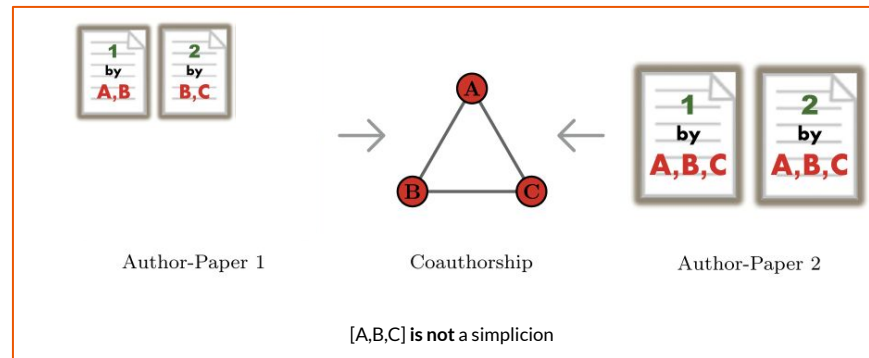 1
by
A,B
2
by
B,C
A
B
C
1
by
A,B,C
2
by
A,B,C
Author-Paper 1
Coauthorship
Author-Paper 2
[A,B,C] is not a simplicion